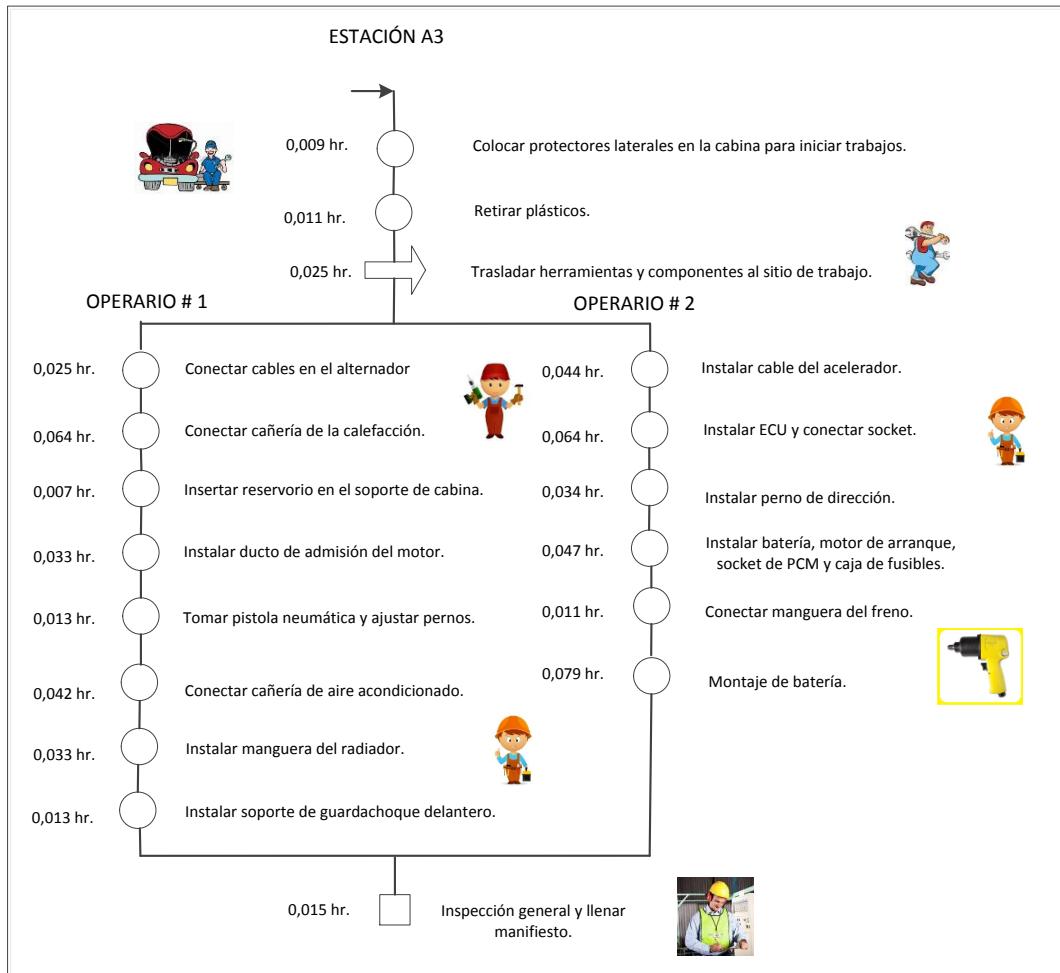 ESTACIÓN A3
0,009 hr.
Colocar protectores laterales en la cabina para iniciar trabajos.
0,011 hr.
Retirar plásticos.
0,025 hr.
Trasladar herramientas y componentes al sitio de trabajo.
OPERARIO # 1
0,025 hr.
Conectar cables en el alternador
0,064 hr.
Conectar cañería de la calefacción.
0,007 hr.
Insertar reservorio en el soporte de cabina.
0,033 hr.
Instalar ducto de admisión del motor.
0,013 hr.
Tomar pistola neumática y ajustar pernos.
0,042 hr.
Conectar cañería de aire acondicionado.
0,033 hr.
Instalar manguera del radiador.
0,013 hr.
Instalar soporte de guardachoque delantero.
OPERARIO # 2
0,044 hr.
Instalar cable del acelerador.
0,064 hr.
Instalar ECU y conectar socket.
0,034 hr.
Instalar perno de dirección.
0,047 hr.
Instalar batería, motor de arranque,
socket de PCM y caja de fusibles.
0,011 hr.
Conectar manguera del freno.
0,079 hr.
Montaje de batería.
0,015 hr.
Inspección general y llenar
manifiesto.